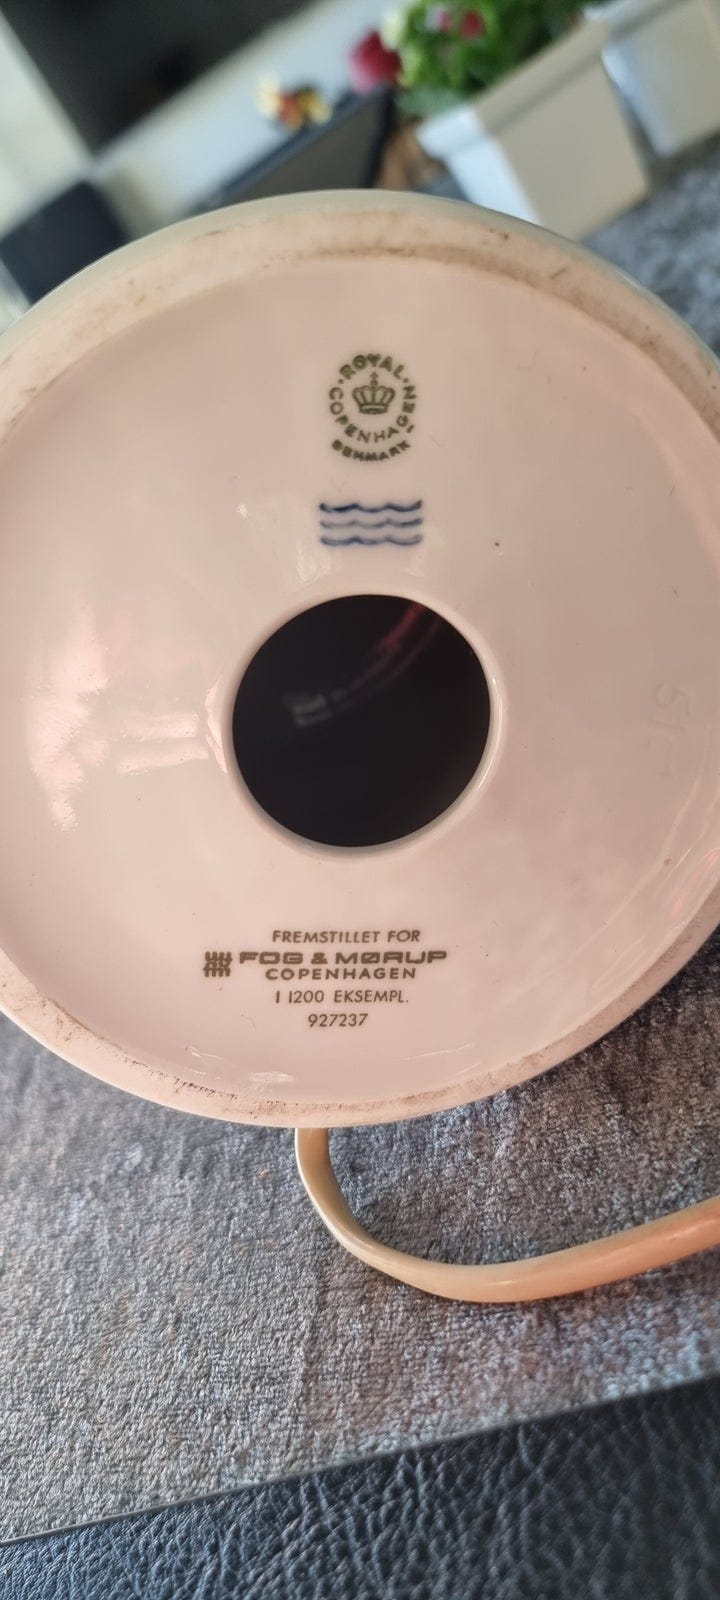 ROYAL
COPENHAGEN
DENMARK
FREMSTILLET FOR
FOG & MØRUP
COPENHAGEN
I 1200 EKSEMPL.
927237